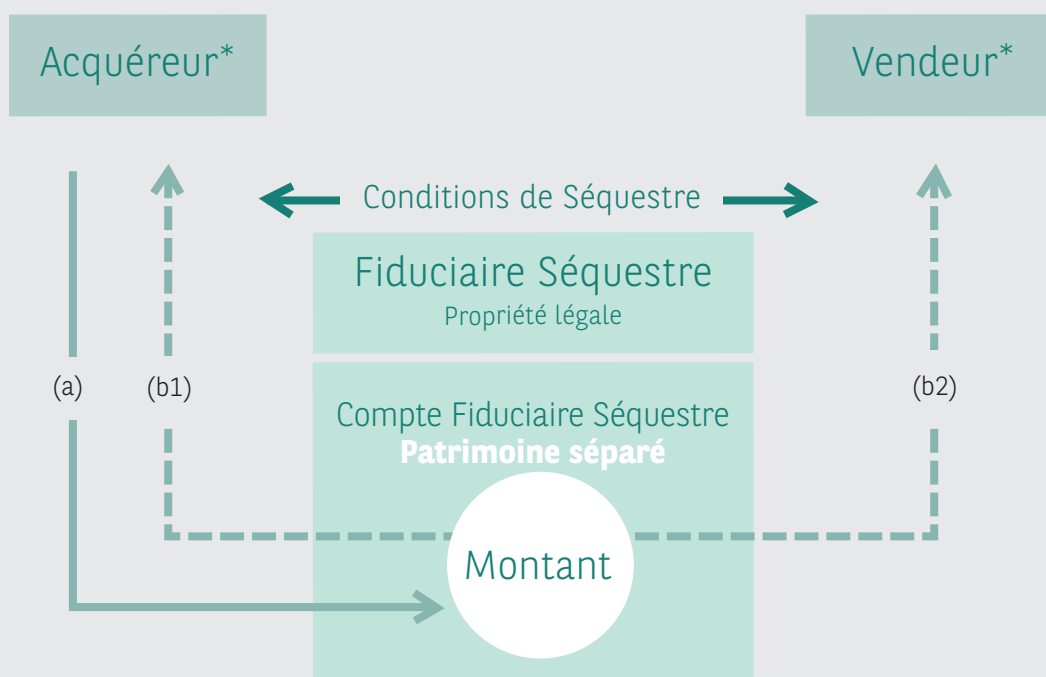 Acquéreur*
Vendeur*
Conditions de Séquestre
Fiduciaire Séquestre
Propriété légale
(a)
(b1)
(b2)
Compte Fiduciaire Séquestre
Patrimoine séparé
Montant